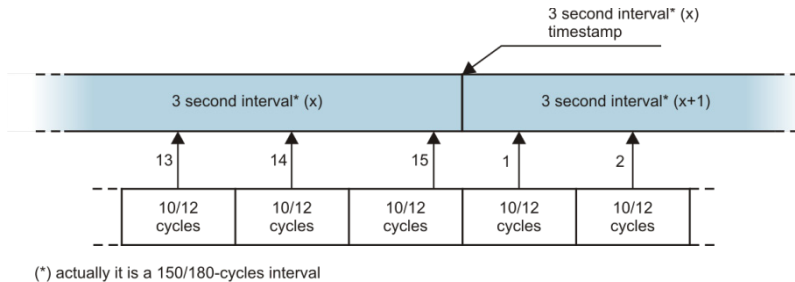 3 second interval* (x)
timestamp
3 second interval* (x)
3 second interval* (x+1)
13
14
15
1
2
10/12
cycles
10/12
cycles
10/12
cycles
10/12
cycles
10/12
cycles
(*) actually it is a 150/180-cycles interval